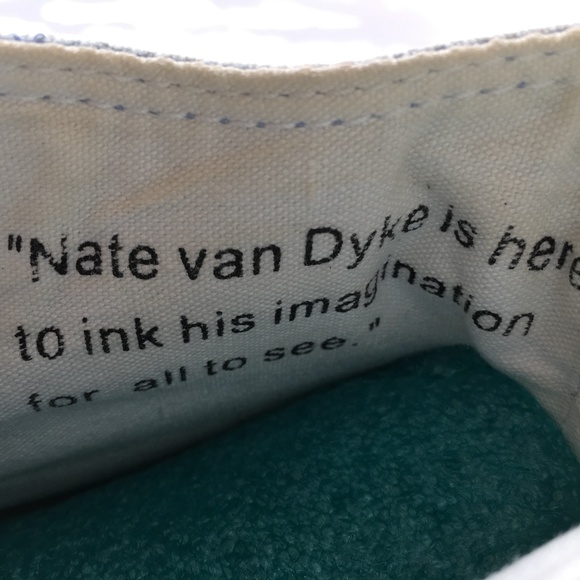 "Nate van Dyke is here
to ink his imagination
for all to see."